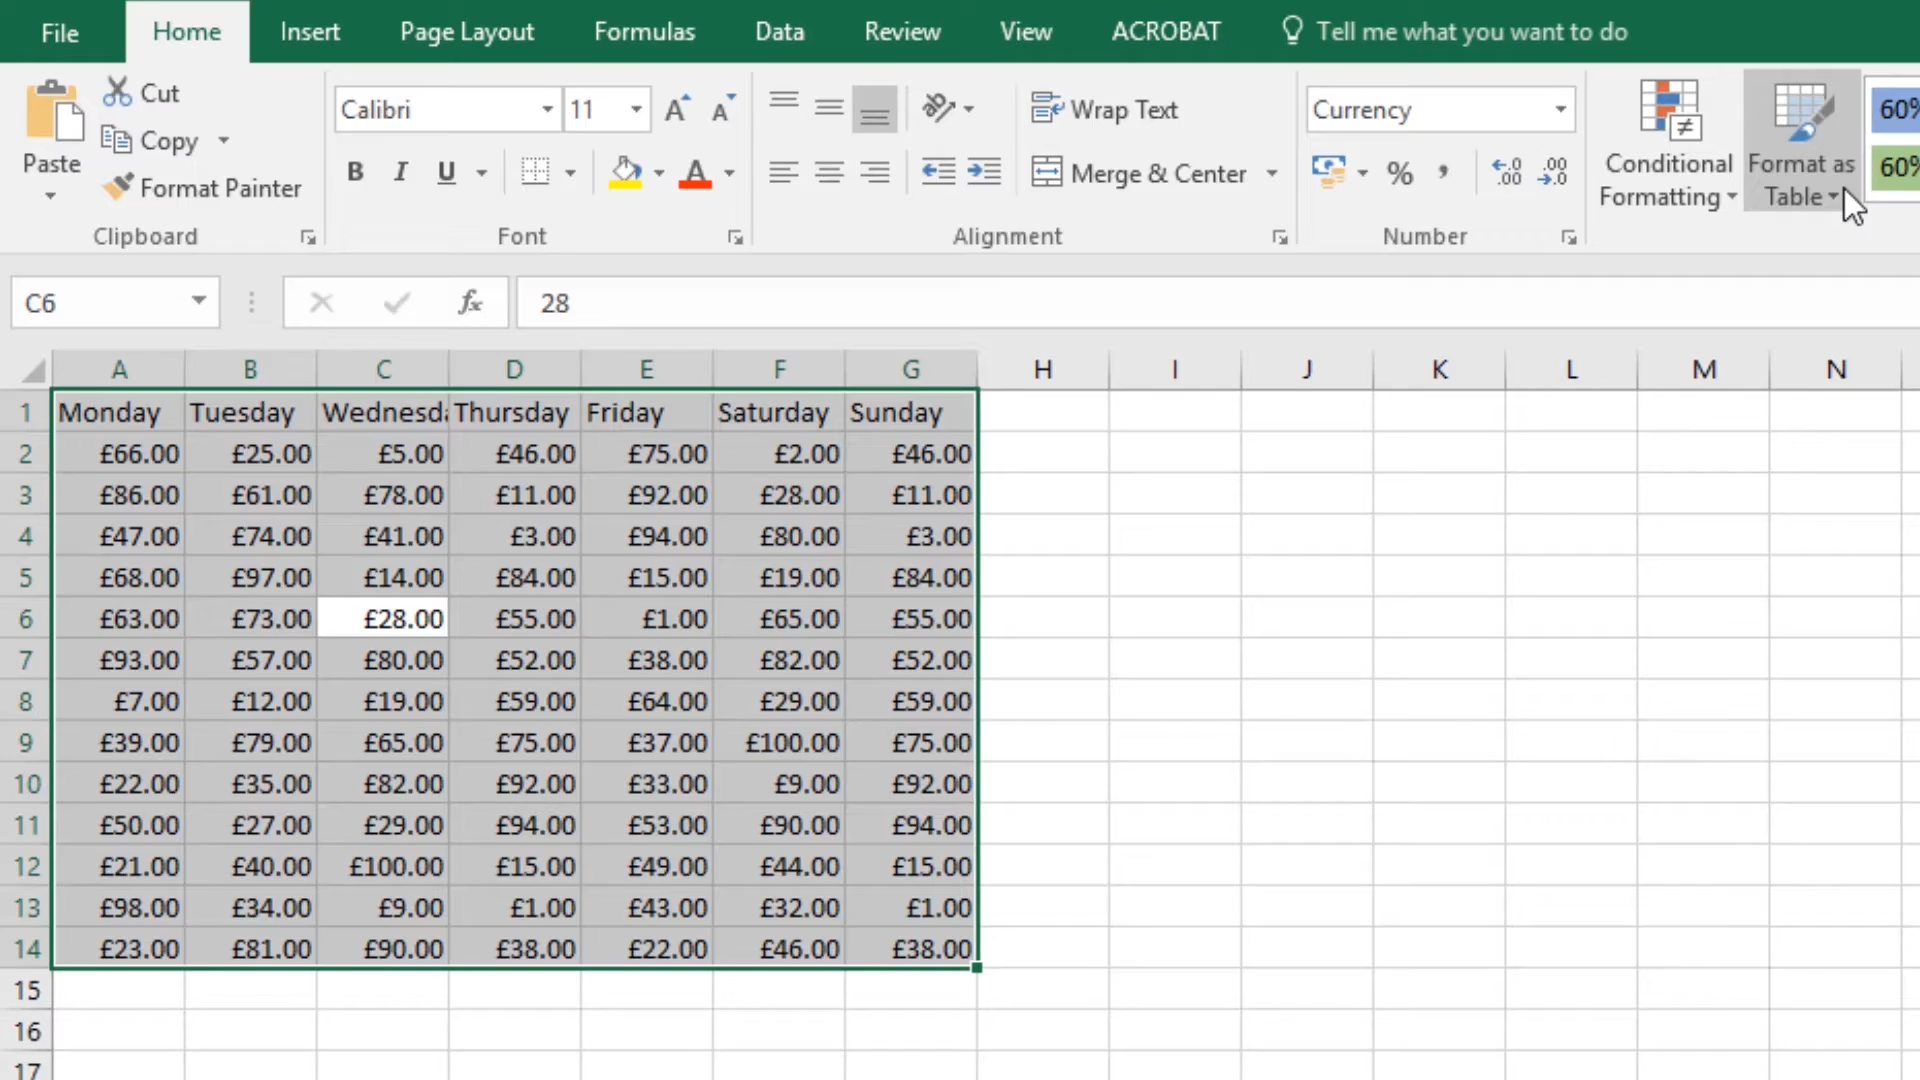 File Home Insert Page Layout Formulas Data Review View ACROBAT Tell me what you want to do
Paste
Cut
Copy
Format Painter
Clipboard
Calibri 11 A A
B I U A
Font
ab
Wrap Text
Merge & Center
Alignment
Currency
% , .0 .00 .00 .0
Number
Conditional Formatting
Format as Table
60%
60%
C6 fx 28
A B C D E F G H I J K L M N
1 Monday Tuesday Wednesda Thursday Friday Saturday Sunday
2 £66.00 £25.00 £5.00 £46.00 £75.00 £2.00 £46.00
3 £86.00 £61.00 £78.00 £11.00 £92.00 £28.00 £11.00
4 £47.00 £74.00 £41.00 £3.00 £94.00 £80.00 £3.00
5 £68.00 £97.00 £14.00 £84.00 £15.00 £19.00 £84.00
6 £63.00 £73.00 £28.00 £55.00 £1.00 £65.00 £55.00
7 £93.00 £57.00 £80.00 £52.00 £38.00 £82.00 £52.00
8 £7.00 £12.00 £19.00 £59.00 £64.00 £29.00 £59.00
9 £39.00 £79.00 £65.00 £75.00 £37.00 £100.00 £75.00
10 £22.00 £35.00 £82.00 £92.00 £33.00 £9.00 £92.00
11 £50.00 £27.00 £29.00 £94.00 £53.00 £90.00 £94.00
12 £21.00 £40.00 £100.00 £15.00 £49.00 £44.00 £15.00
13 £98.00 £34.00 £9.00 £1.00 £43.00 £32.00 £1.00
14 £23.00 £81.00 £90.00 £38.00 £22.00 £46.00 £38.00
15
16
17